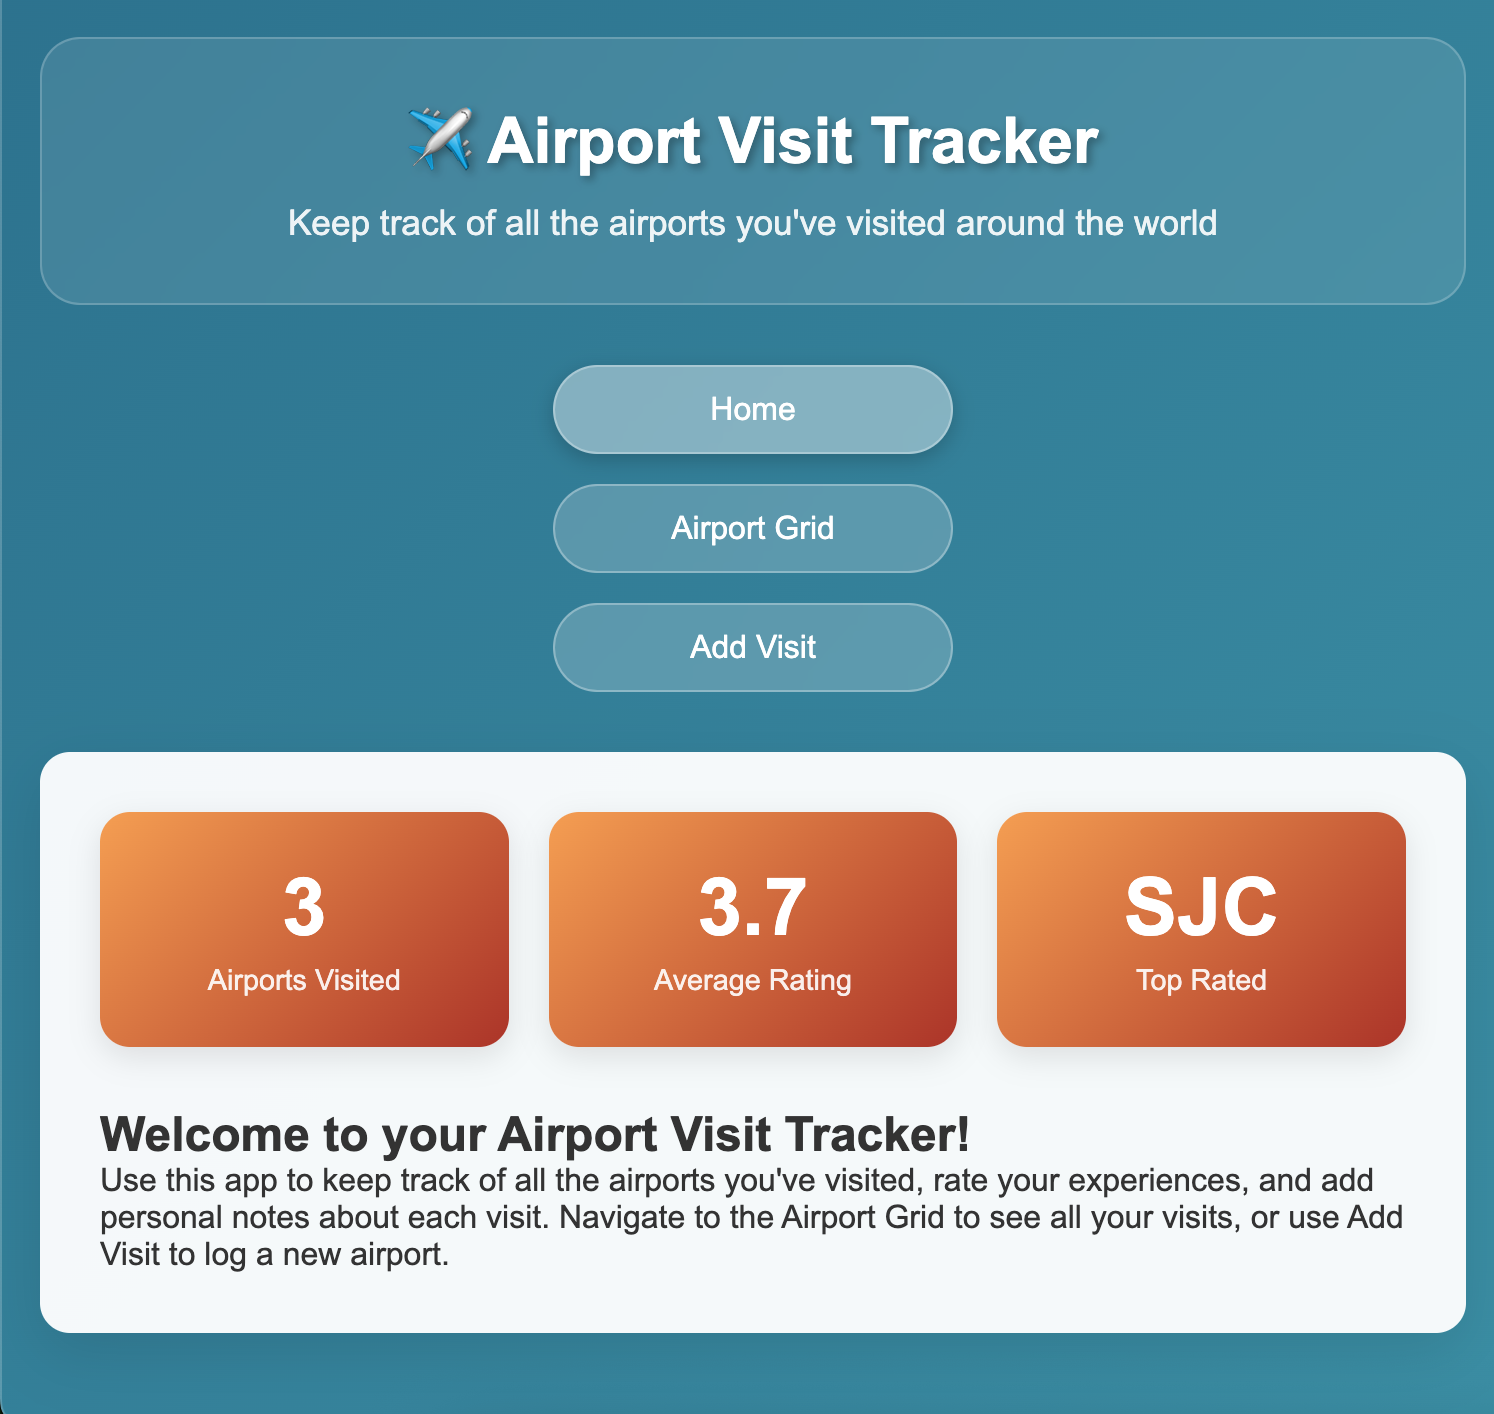 Airport Visit Tracker
Keep track of all the airports you've visited around the world
Home
Airport Grid
Add Visit
3
Airports Visited
3.7
Average Rating
SJC
Top Rated
Welcome to your Airport Visit Tracker!
Use this app to keep track of all the airports you've visited, rate your experiences, and add
personal notes about each visit. Navigate to the Airport Grid to see all your visits, or use Add
Visit to log a new airport.